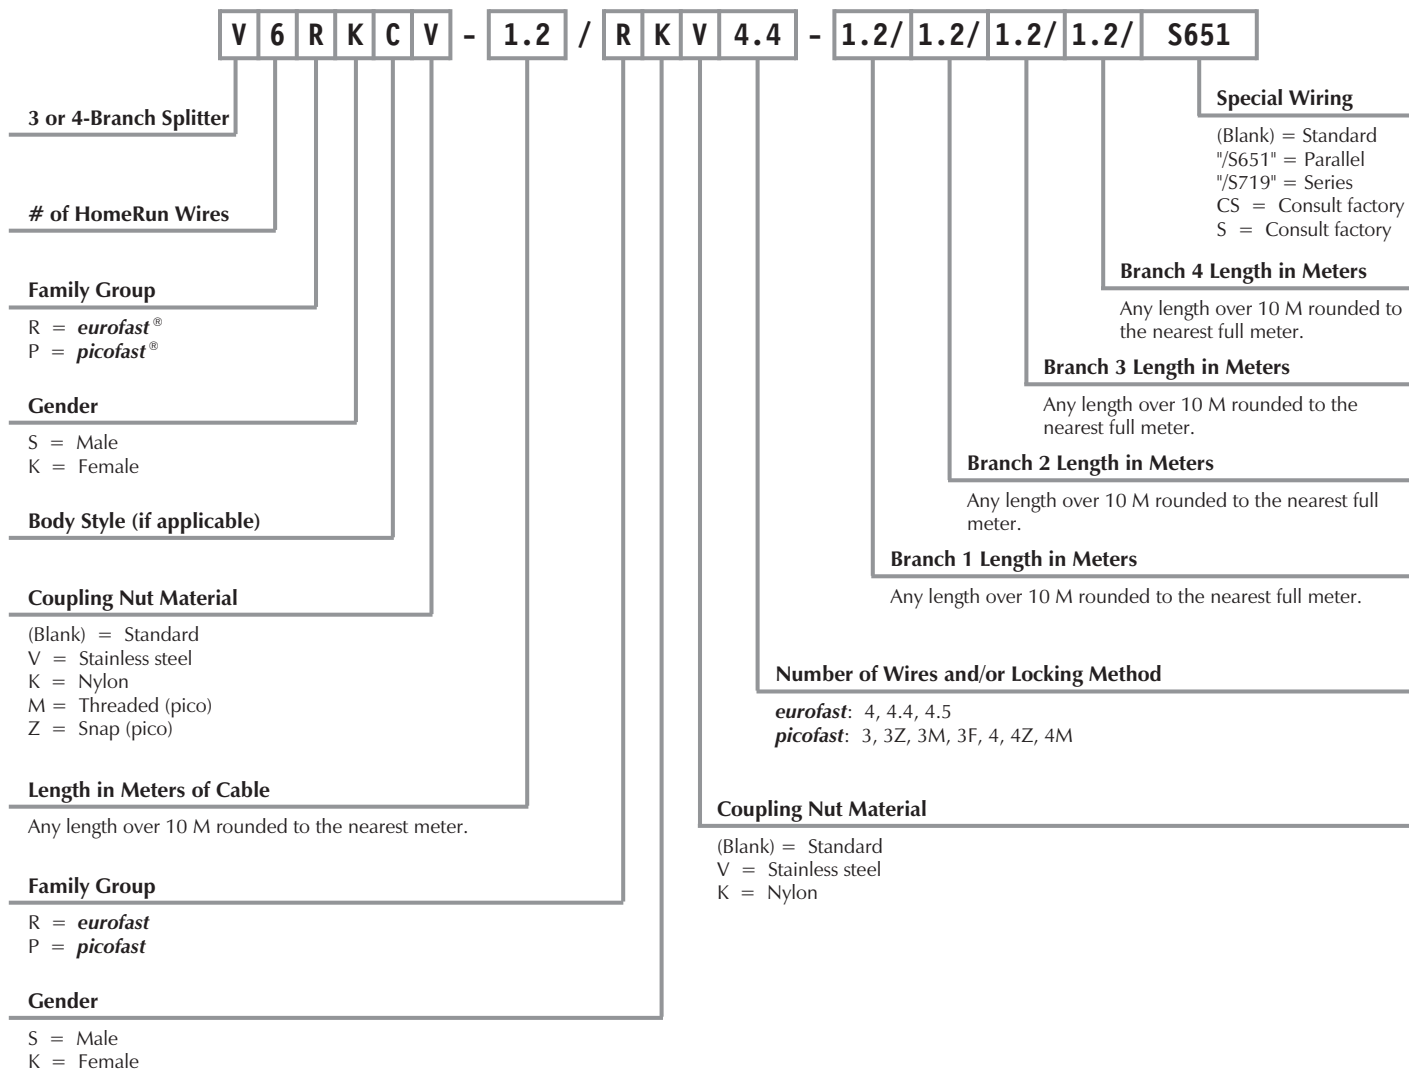 V 6 R K C V - 1.2 / R K V 4.4 - 1.2/ 1.2/ 1.2/ 1.2/ S651
3 or 4-Branch Splitter
# of HomeRun Wires
Family Group
R = eurofast ®
P = picofast ®
Gender
S = Male
K = Female
Body Style (if applicable)
Coupling Nut Material
(Blank) = Standard
V = Stainless steel
K = Nylon
M = Threaded (pico)
Z = Snap (pico)
Length in Meters of Cable
Any length over 10 M rounded to the nearest meter.
Family Group
R = eurofast
P = picofast
Gender
S = Male
K = Female
Special Wiring
(Blank) = Standard
"/S651" = Parallel
"/S719" = Series
CS = Consult factory
S = Consult factory
Branch 4 Length in Meters
Any length over 10 M rounded to
the nearest full meter.
Branch 3 Length in Meters
Any length over 10 M rounded to the
nearest full meter.
Branch 2 Length in Meters
Any length over 10 M rounded to the nearest full
meter.
Branch 1 Length in Meters
Any length over 10 M rounded to the nearest full meter.
Number of Wires and/or Locking Method
eurofast: 4, 4.4, 4.5
picofast: 3, 3Z, 3M, 3F, 4, 4Z, 4M
Coupling Nut Material
(Blank) = Standard
V = Stainless steel
K = Nylon